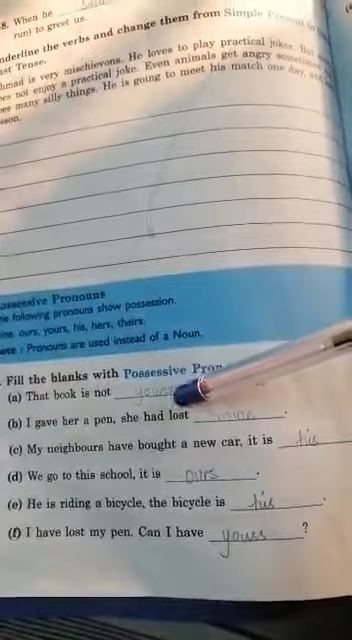 8. When he said
run) to greet us.
nderline the verbs and change them from Simple Present
ast Tense.
hmad is very mischievous. He loves to play practical jokes. But
es not enjoy a practical joke. Even animals get angry sometimes
es many silly things. He is going to meet his match one day, and
sson.
ossessive Pronouns
e following pronouns show possession.
ine, ours, yours, his, hers, theirs.
ote : Pronouns are used instead of a Noun.
Fill the blanks with Possessive Pron
(a) That book is not yours
(b) I gave her a pen, she had lost mine.
(c) My neighbours have bought a new car, it is his
(d) We go to this school, it is ours.
(e) He is riding a bicycle, the bicycle is his.
(f) I have lost my pen. Can I have yours ?